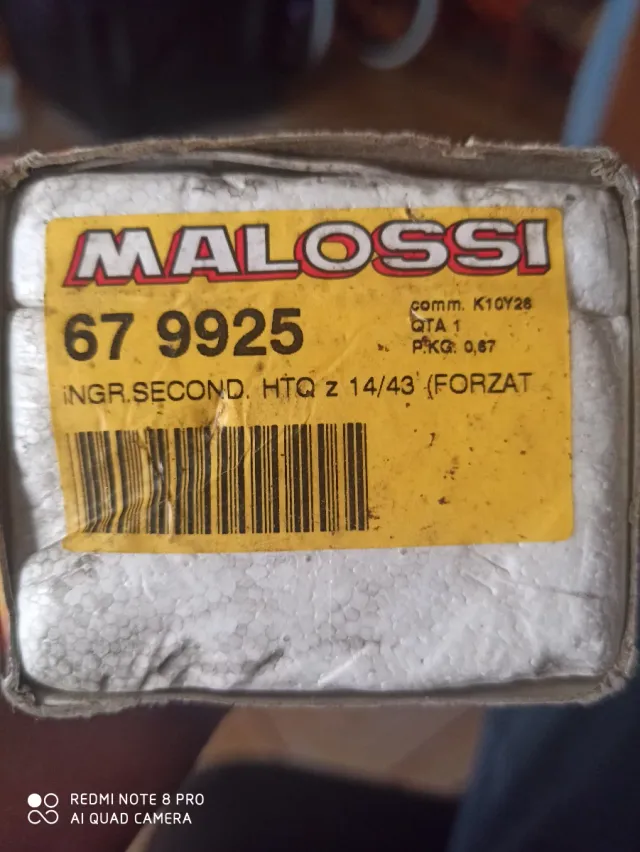 MALOSSI
67 9925
comm. K10Y26
QTA 1
P.KG. 0,67
INGR.SECOND. HTQ z 14/43 (FORZAT
REDMI NOTE 8 PRO
AI QUAD CAMERA